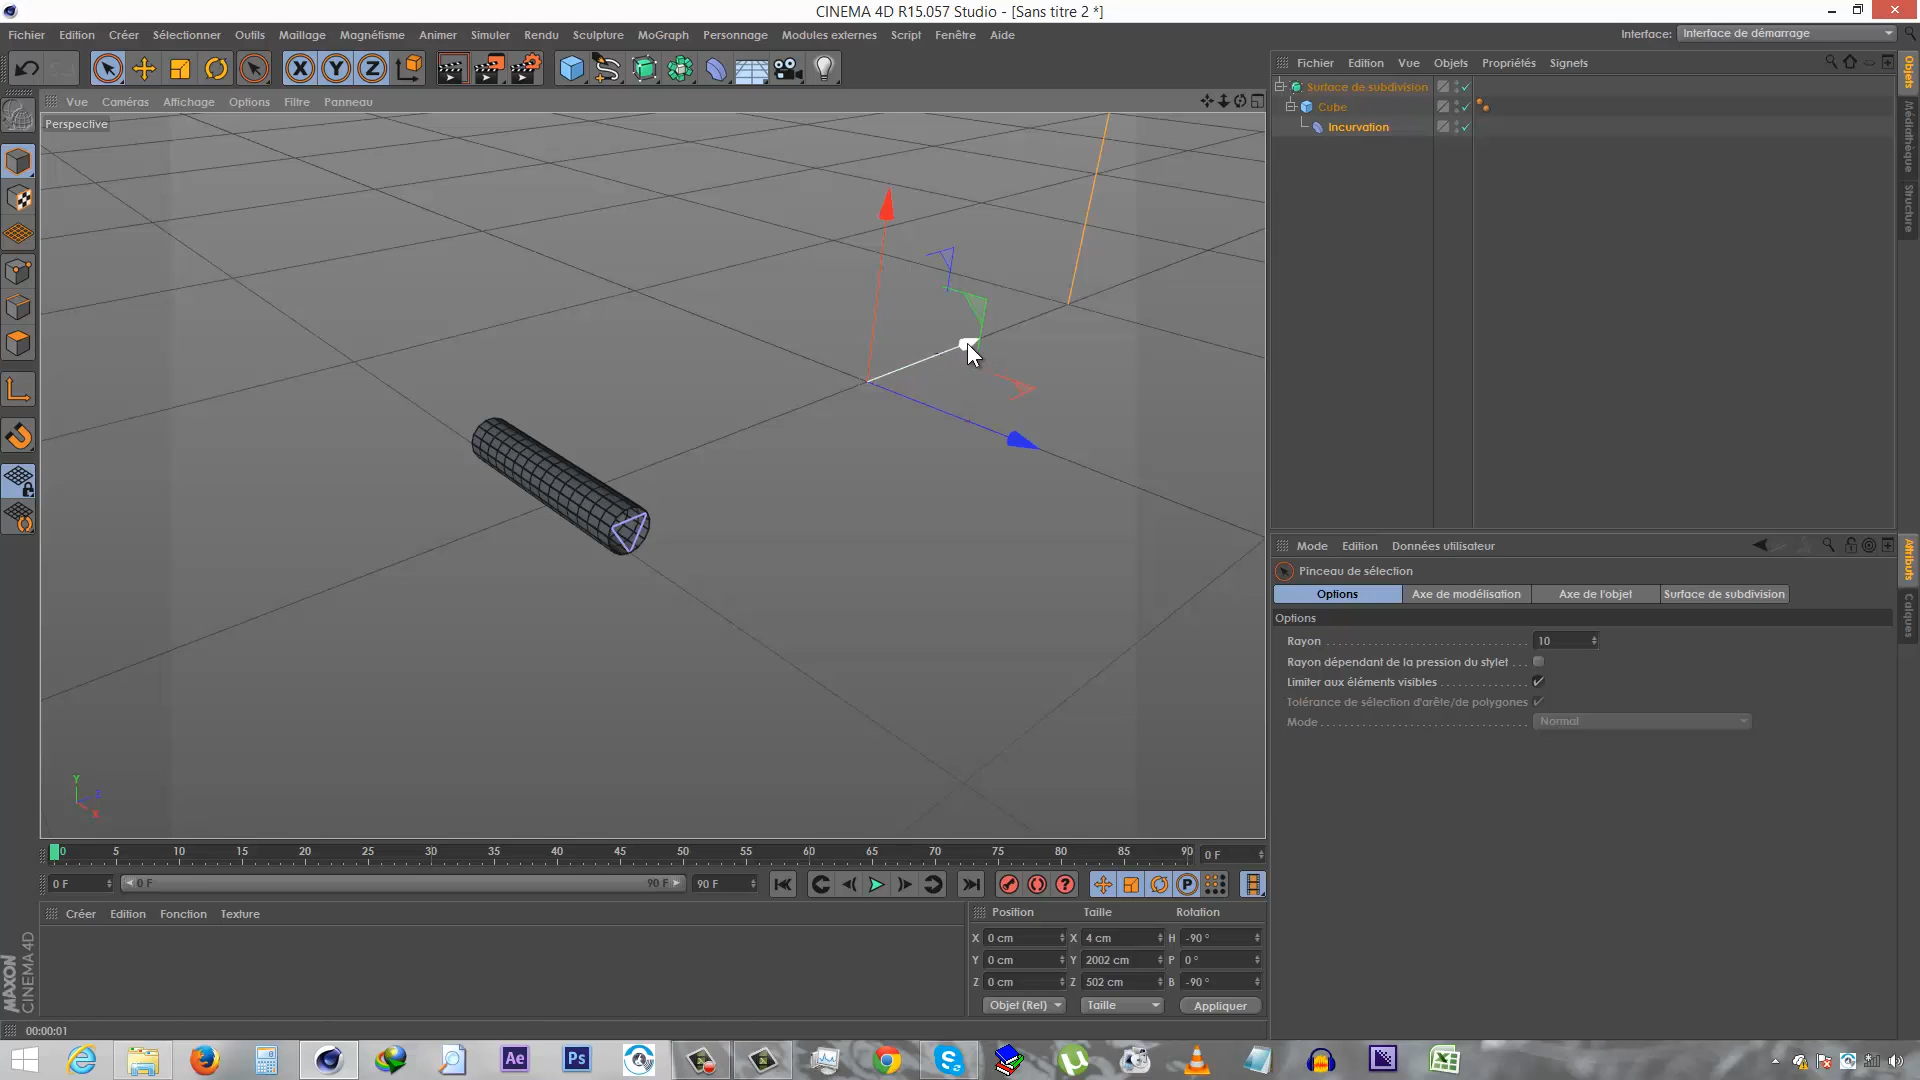 CINEMA 4D R15.057 Studio - [Sans titre 2 *]
Fichier Edition Créer Sélectionner Outils Maillage Magnétisme Animer Simuler Rendu Sculpture MoGraph Personnage Modules externes Script Fenêtre Aide
Interface: Interface de démarrage
X Y Z
Vue Caméras Affichage Options Filtre Panneau
Perspective
Fichier Edition Vue Objets Propriétés Signets
Surface de subdivision
Cube
Incurvation
Objets
Médiathèque
Structure
Mode Edition Données utilisateur
Pinceau de sélection
Options Axe de modélisation Axe de l'objet Surface de subdivision
Options
Rayon 10
Rayon dépendant de la pression du stylet
Limiter aux éléments visibles
Tolérance de sélection d'arête/de polygones
Mode Normal
Attributs
Calques
Y
Z
X
0 5 10 15 20 25 30 35 40 45 50 55 60 65 70 75 80 85 90 0 F
0 F 0 F 90 F 90 F
P
Créer Edition Fonction Texture
Position Taille Rotation
X 0 cm X 4 cm H -90 °
Y 0 cm Y 2002 cm P 0 °
Z 0 cm Z 502 cm B -90 °
Objet (Rel) Taille Appliquer
MAXON
CINEMA 4D
00:00:01
Ae Ps